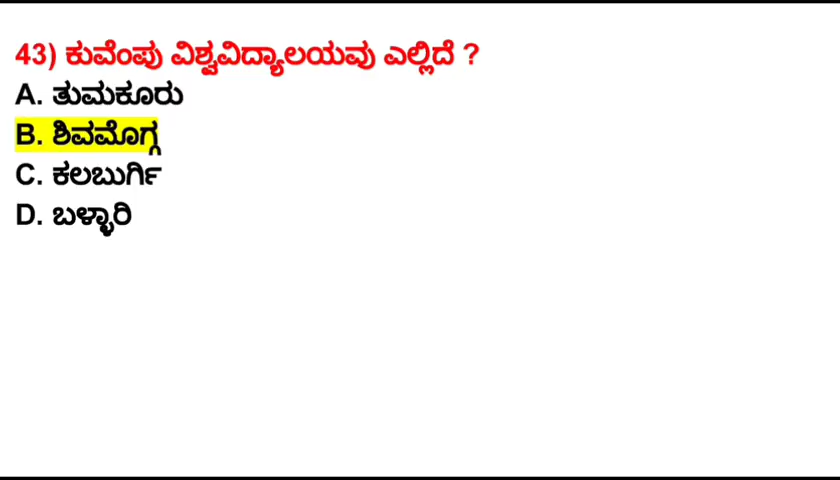 43) ಕುವೆಂಪು ವಿಶ್ವವಿದ್ಯಾಲಯವು ಎಲ್ಲಿದೆ ?
A. ತುಮಕೂರು
B. ಶಿವಮೊಗ್ಗ
C. ಕಲಬುರ್ಗಿ
D. ಬಳ್ಳಾರಿ